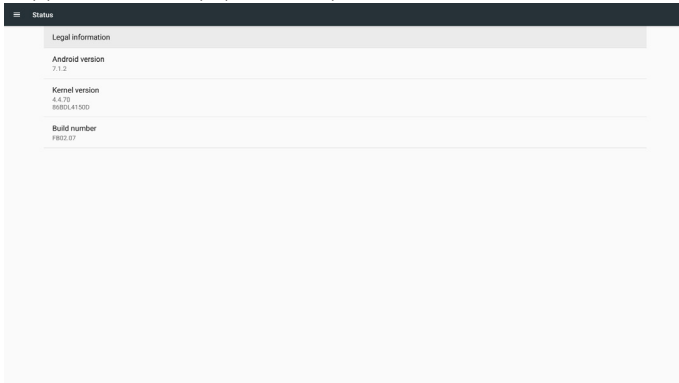 Status
Legal information
Android version
7.1.2
Kernel version
4.4.70
86BDL4150D
Build number
FB02.07